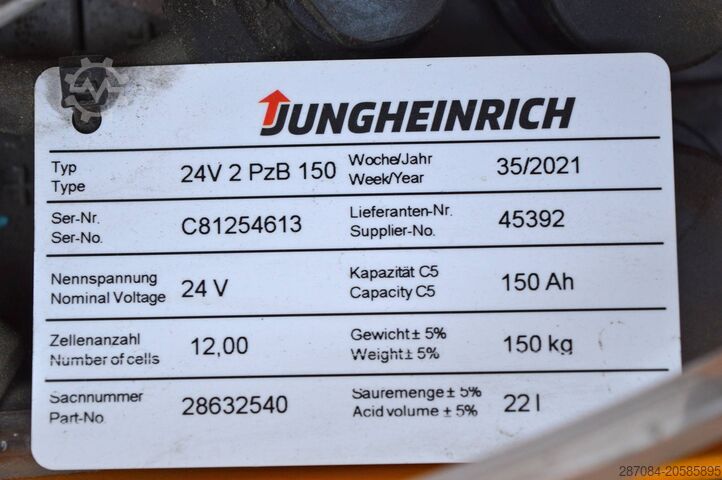 JUNGHEINRICH
Typ
Type
24V 2 PzB 150
Woche/Jahr
Week/Year
35/2021
Ser-Nr.
Ser-No.
C81254613
Lieferanten-Nr.
Supplier-No.
45392
Nennspannung
Nominal Voltage
24 V
Kapazität C5
Capacity C5
150 Ah
Zellenanzahl
Number of cells
12,00
Gewicht ± 5%
Weight ± 5%
150 kg
Sachnummer
Part-No.
28632540
Säuremenge ± 5%
Acid volume ± 5%
22 l
287084-20585895